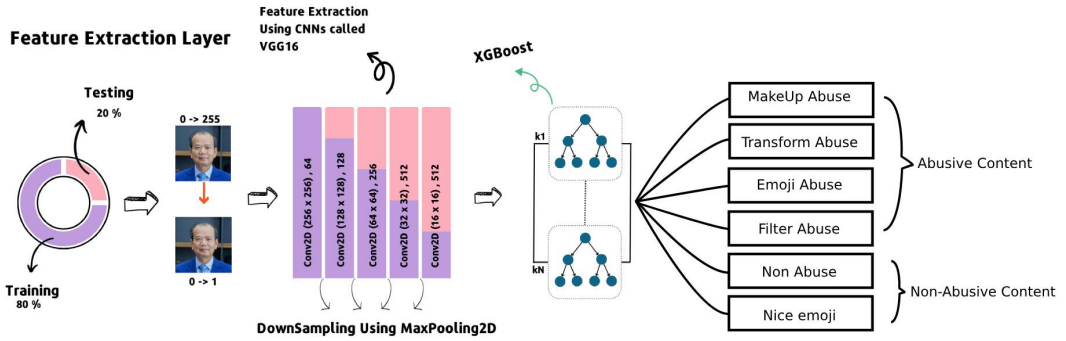 Feature Extraction Layer
Testing
20 %
Training
80 %
0 -> 255
0 -> 1
Feature Extraction
Using CNNs called
VGG16
Conv2D (256 x 256) , 64
Conv2D (128 x 128) , 128
Conv2D (64 x 64) , 256
Conv2D (32 x 32) , 512
Conv2D (16 x 16) , 512
DownSampling Using MaxPooling2D
XGBoost
k1
kN
MakeUp Abuse
Transform Abuse
Emoji Abuse
Filter Abuse
Non Abuse
Nice emoji
Abusive Content
Non-Abusive Content